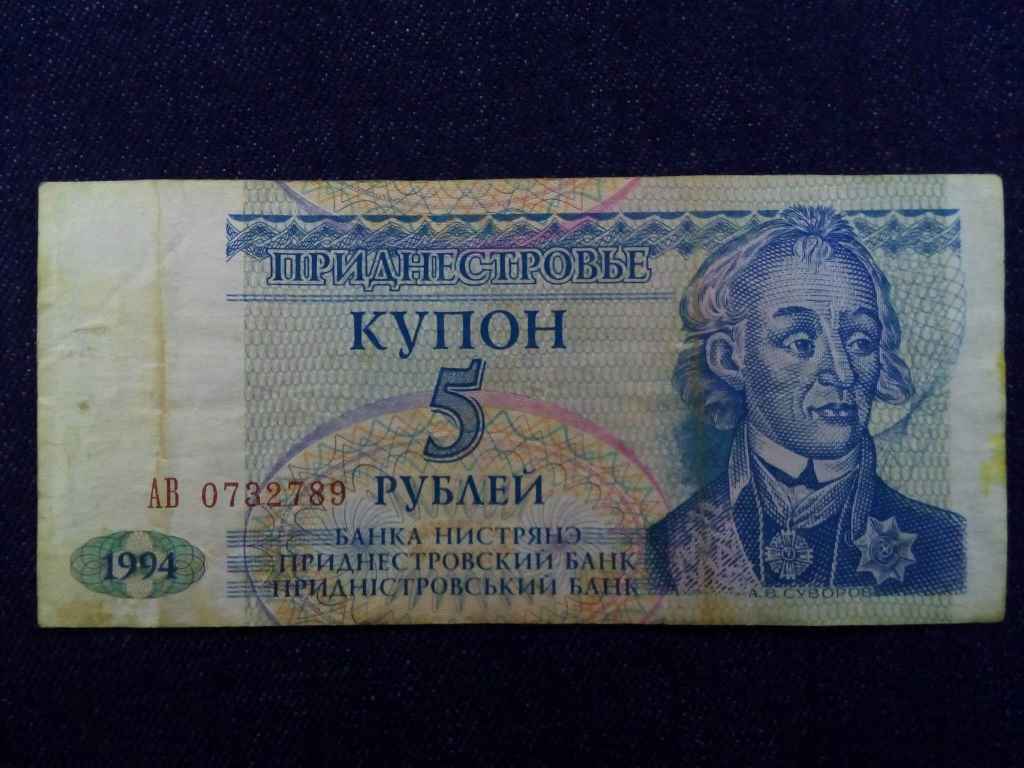 ПРИДНЕСТРОВЬЕ
КУПОН
5
РУБЛЕЙ
АВ 0732789
1994
БАНКА НИСТРЯНЭ
ПРИДНЕСТРОВСКИЙ БАНК
ПРИДНІСТРОВСЬКИЙ БАНК
А.В.СУВОРОВ